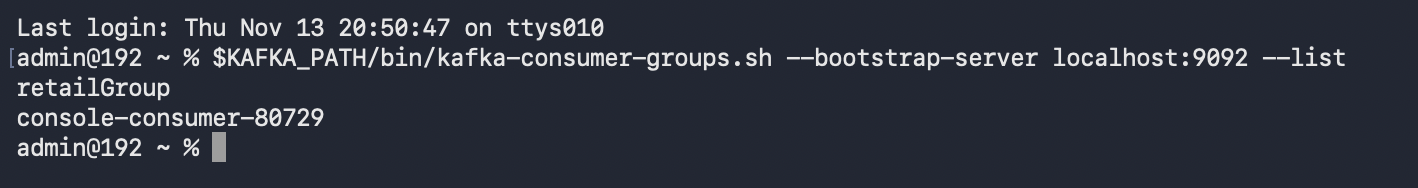 Last login: Thu Nov 13 20:50:47 on ttys010
[admin@192 ~ % $KAFKA_PATH/bin/kafka-consumer-groups.sh --bootstrap-server localhost:9092 --list
retailGroup
console-consumer-80729
admin@192 ~ %